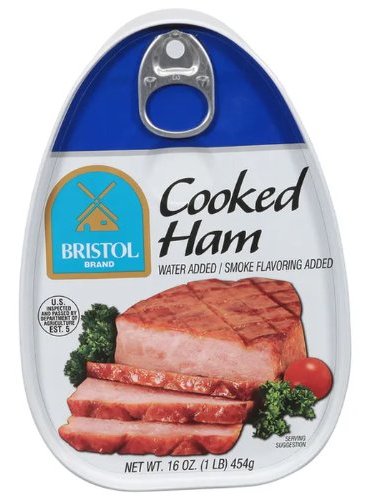 Cooked
Ham
BRISTOL
BRAND
WATER ADDED / SMOKE FLAVORING ADDED
U.S.
INSPECTED
AND PASSED BY
DEPARTMENT OF
AGRICULTURE
EST. 5
SERVING
SUGGESTION
NET WT. 16 OZ. (1 LB) 454g